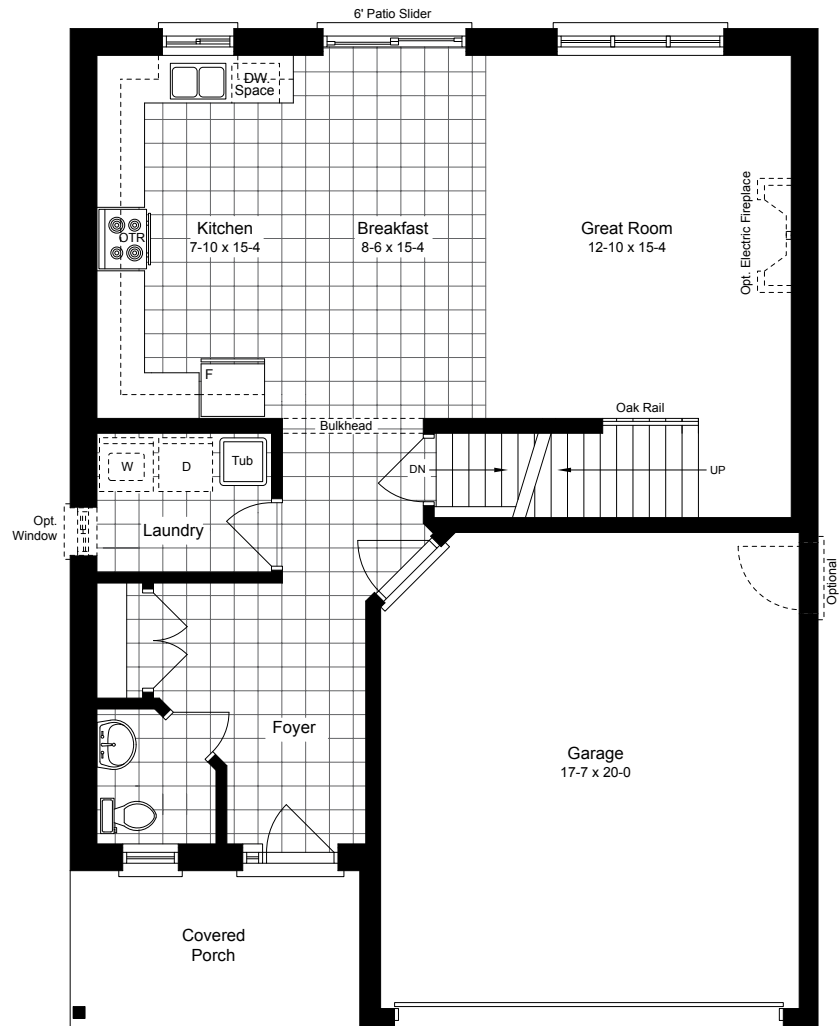 6' Patio Slider
DW.
Space
OTR
Kitchen
7-10 x 15-4
Breakfast
8-6 x 15-4
Great Room
12-10 x 15-4
Opt. Electric Fireplace
F
Bulkhead
Oak Rail
W
D
Tub
DN
UP
Opt.
Window
Laundry
Optional
Foyer
Garage
17-7 x 20-0
Covered
Porch